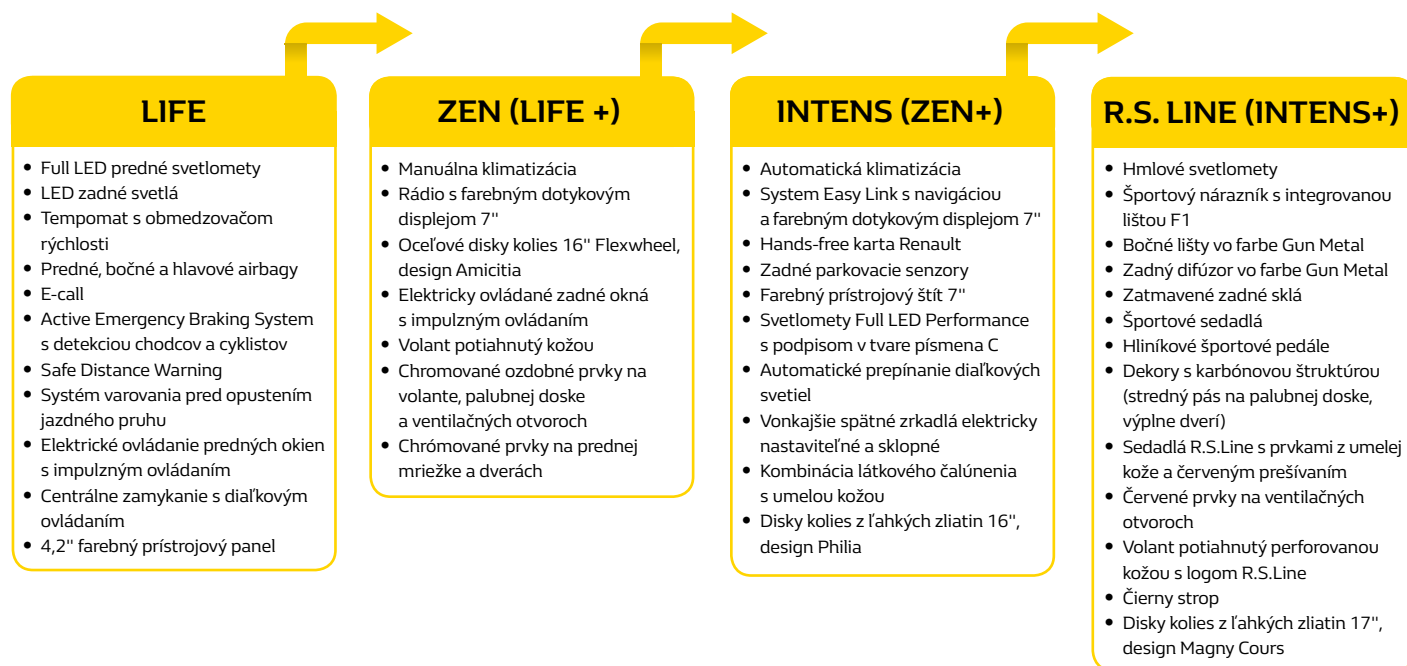 LIFE
• Full LED predné svetlomety
• LED zadné svetlá
• Tempomat s obmedzovačom
rýchlosti
• Predné, bočné a hlavové airbagy
• E-call
• Active Emergency Braking System
s detekciou chodcov a cyklistov
• Safe Distance Warning
• Systém varovania pred opustením
jazdného pruhu
• Elektrické ovládanie predných okien
s impulzným ovládaním
• Centrálne zamykanie s diaľkovým
ovládaním
• 4,2" farebný prístrojový panel
ZEN (LIFE +)
• Manuálna klimatizácia
• Rádio s farebným dotykovým
displejom 7"
• Oceľové disky kolies 16" Flexwheel,
design Amicitia
• Elektricky ovládané zadné okná
s impulzným ovládaním
• Volant potiahnutý kožou
• Chromované ozdobné prvky na
volante, palubnej doske
a ventilačných otvoroch
• Chrómované prvky na prednej
mriežke a dverách
INTENS (ZEN+)
• Automatická klimatizácia
• System Easy Link s navigáciou
a farebným dotykovým displejom 7"
• Hands-free karta Renault
• Zadné parkovacie senzory
• Farebný prístrojový štít 7"
• Svetlomety Full LED Performance
s podpisom v tvare písmena C
• Automatické prepínanie diaľkových
svetiel
• Vonkajšie spätné zrkadlá elektricky
nastaviteľné a sklopné
• Kombinácia látkového čalúnenia
s umelou kožou
• Disky kolies z ľahkých zliatin 16",
design Philia
R.S. LINE (INTENS+)
• Hmlové svetlomety
• Športový nárazník s integrovanou
lištou F1
• Bočné lišty vo farbe Gun Metal
• Zadný difúzor vo farbe Gun Metal
• Zatmavené zadné sklá
• Športové sedadlá
• Hliníkové športové pedále
• Dekory s karbónovou štruktúrou
(stredný pás na palubnej doske,
výplne dverí)
• Sedadlá R.S.Line s prvkami z umelej
kože a červeným prešívaním
• Červené prvky na ventilačných
otvoroch
• Volant potiahnutý perforovanou
kožou s logom R.S.Line
• Čierny strop
• Disky kolies z ľahkých zliatin 17",
design Magny Cours